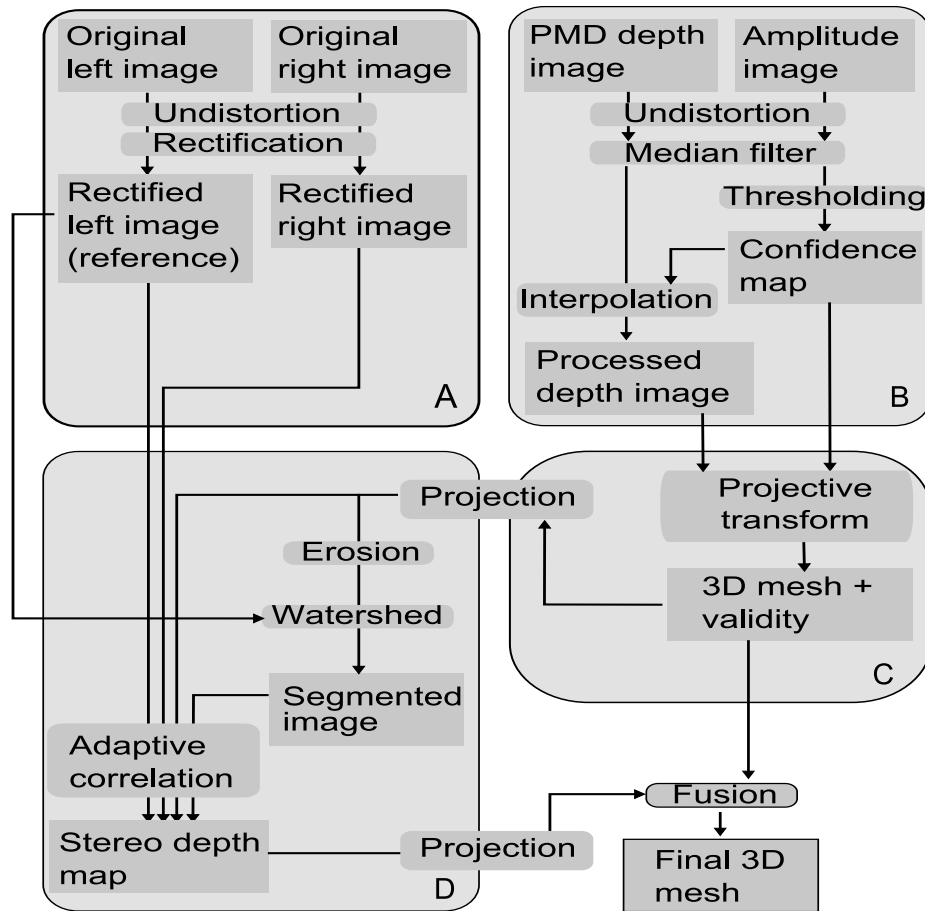 Original
left image
Original
right image
Undistortion
Rectification
Rectified
left image
(reference)
Rectified
right image
A
PMD depth
image
Amplitude
image
Undistortion
Median filter
Thresholding
Confidence
map
Interpolation
Processed
depth image
B
Projection
Erosion
Watershed
Segmented
image
Adaptive
correlation
Stereo depth
map
Projection
D
Projective
transform
3D mesh +
validity
C
Fusion
Final 3D
mesh